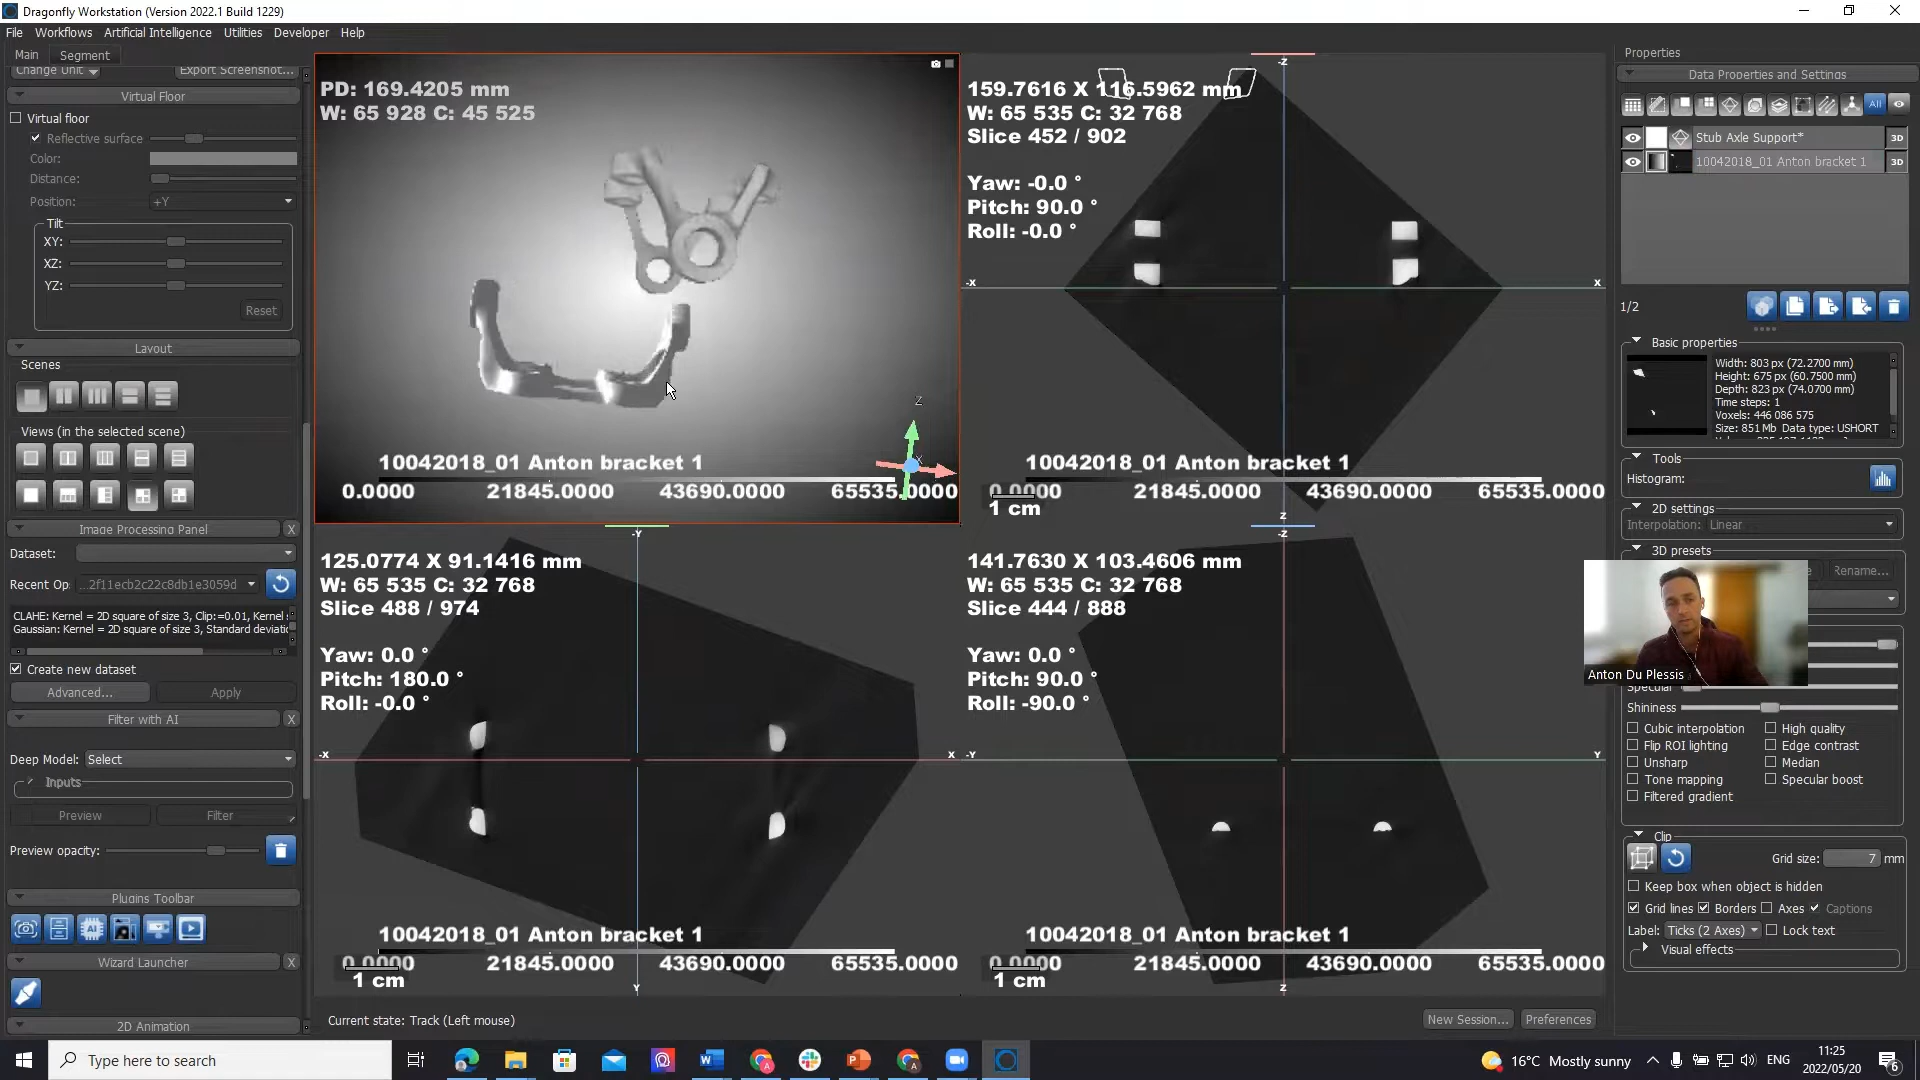 Dragonfly Workstation (Version 2022.1 Build 1229)
File Workflows Artificial Intelligence Utilities Developer Help
Main Segment
Change Unit Export Screenshot...
Virtual Floor
Virtual floor
Reflective surface
Color:
Distance:
Position: +Y
Tilt
XY:
XZ:
YZ:
Reset
Layout
Scenes
Views (in the selected scene)
Image Processing Panel X
Dataset:
Recent Op: ...2f11ecb2c22c8db1e3059d
CLAHE: Kernel = 2D square of size 3, Clip:=0.01, Kernel
Gaussian: Kernel = 2D square of size 3, Standard deviati
Create new dataset
Advanced... Apply
Filter with AI X
Deep Model: Select
Inputs
Preview Filter
Preview opacity:
Plugins Toolbar
AI
Wizard Launcher X
2D Animation
PD: 169.4205 mm
W: 65 928 C: 45 525
Z
X
10042018_01 Anton bracket 1
0.0000 21845.0000 43690.0000 65535.0000
-Z
159.7616 X 116.5962 mm
W: 65 535 C: 32 768
Slice 452 / 902
Yaw: -0.0 °
Pitch: 90.0 °
Roll: -0.0 °
-X X
10042018_01 Anton bracket 1
0.0000 21845.0000 43690.0000 65535.0000
1 cm
Z
-Y
125.0774 X 91.1416 mm
W: 65 535 C: 32 768
Slice 488 / 974
Yaw: 0.0 °
Pitch: 180.0 °
Roll: -0.0 °
-X X
10042018_01 Anton bracket 1
0.0000 21845.0000 43690.0000 65535.0000
1 cm
Y
-Z
141.7630 X 103.4606 mm
W: 65 535 C: 32 768
Slice 444 / 888
Yaw: 0.0 °
Pitch: 90.0 °
Roll: -90.0 °
-Y Y
10042018_01 Anton bracket 1
0.0000 21845.0000 43690.0000 65535.0000
1 cm
Z
Current state: Track (Left mouse)
New Session... Preferences
Properties
Data Properties and Settings
All
Stub Axle Support* 3D
10042018_01 Anton bracket 1 3D
1/2
Basic properties
Width: 803 px (72.2700 mm)
Height: 675 px (60.7500 mm)
Depth: 823 px (74.0700 mm)
Time steps: 1
Voxels: 446 086 575
Size: 851 Mb Data type: USHORT
Tools
Histogram:
2D settings
Interpolation: Linear
3D presets
Rename...
Anton Du Plessis
Specular
Shininess
Cubic interpolation High quality
Flip ROI lighting Edge contrast
Unsharp Median
Tone mapping Specular boost
Filtered gradient
Clip
Grid size: 7 mm
Keep box when object is hidden
Grid lines Borders Axes Captions
Label: Ticks (2 Axes) Lock text
Visual effects
Type here to search
16°C Mostly sunny ENG
11:25
2022/05/20
6